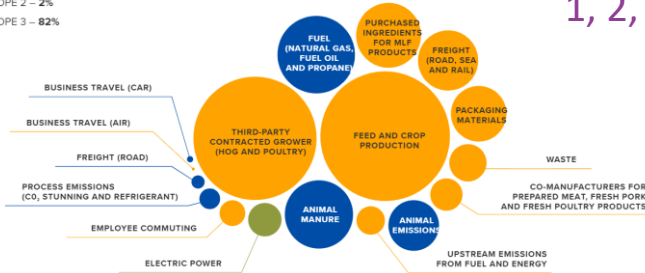 OPE 2 – 2%
OPE 3 – 82%
1, 2,
FUEL
(NATURAL GAS,
FUEL OIL
AND PROPANE)
PURCHASED
INGREDIENTS
FOR MLF
PRODUCTS
FREIGHT
(ROAD, SEA
AND RAIL)
PACKAGING
MATERIALS
BUSINESS TRAVEL (CAR)
BUSINESS TRAVEL (AIR)
FREIGHT (ROAD)
PROCESS EMISSIONS
(CO₂, STUNNING AND REFRIGERANT)
EMPLOYEE COMMUTING
ELECTRIC POWER
THIRD-PARTY
CONTRACTED GROWER
(HOG AND POULTRY)
FEED AND CROP
PRODUCTION
ANIMAL
MANURE
ANIMAL
EMISSIONS
WASTE
CO-MANUFACTURERS FOR
PREPARED MEAT, FRESH PORK
AND FRESH POULTRY PRODUCTS
UPSTREAM EMISSIONS
FROM FUEL AND ENERGY